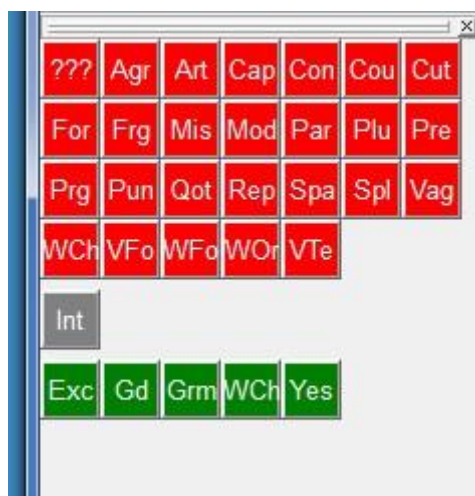 ??? Agr Art Cap Con Cou Cut
For Frg Mis Mod Par Plu Pre
Prg Pun Qot Rep Spa Spl Vag
WCh VFo WFo WOr VTe
Int
Exc Gd Grm WCh Yes